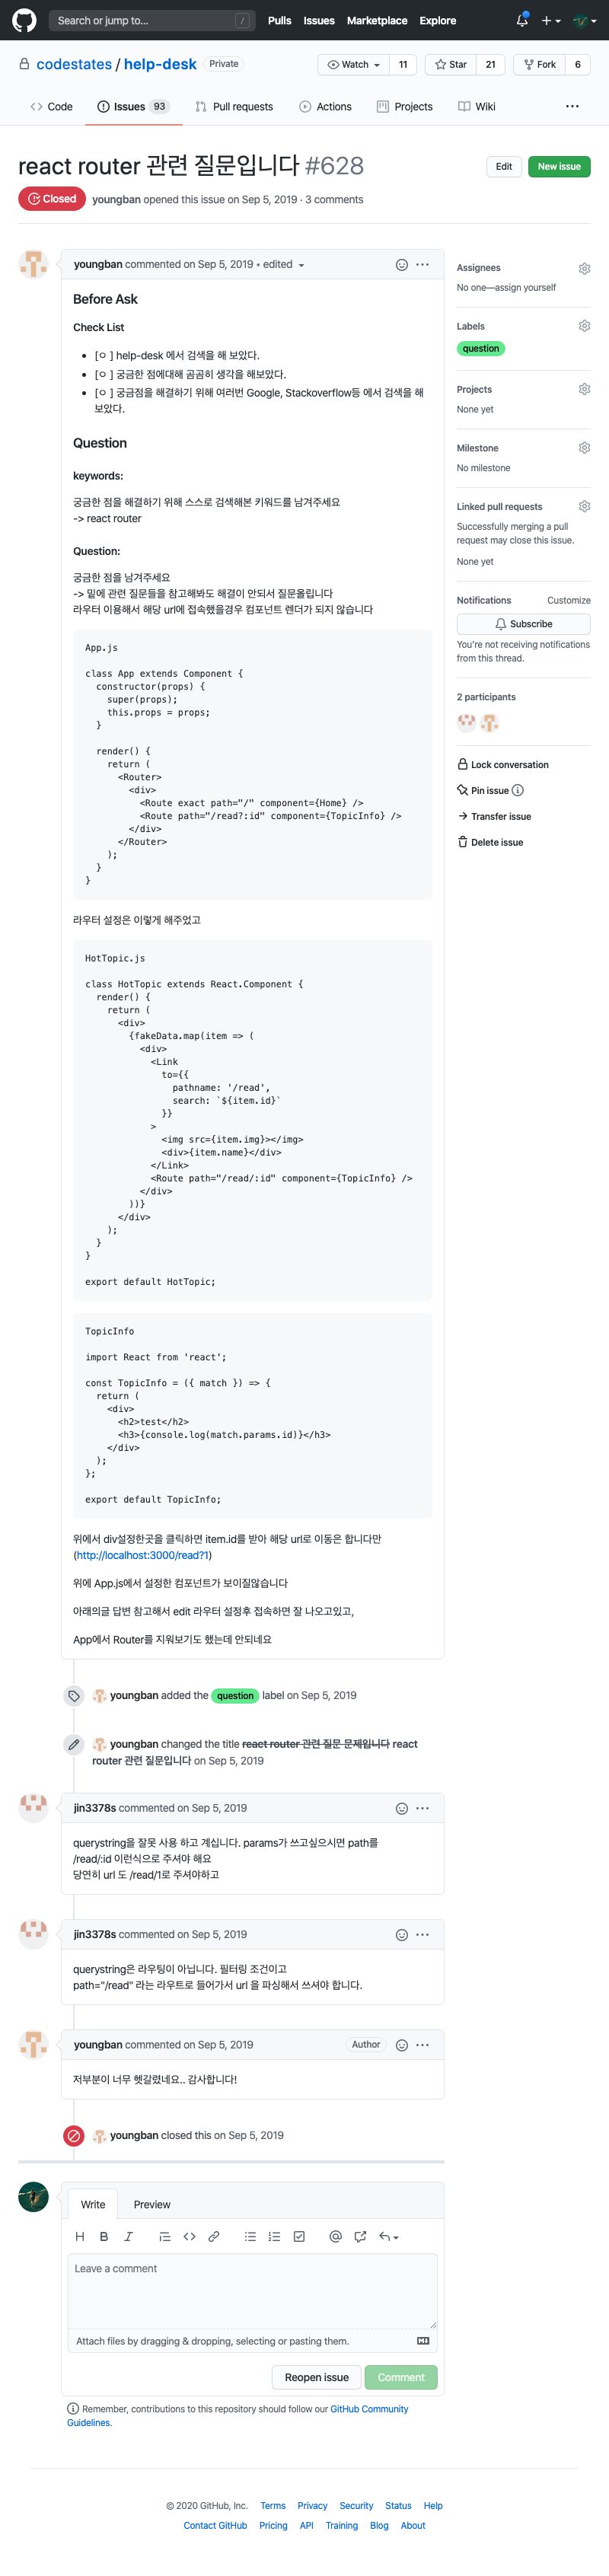 Search or jump to... /
Pulls Issues Marketplace Explore
codestates / help-desk Private
Watch 11 Star 21 Fork 6
Code Issues 93 Pull requests Actions Projects Wiki ...
react router 관련 질문입니다 #628
Edit New issue
Closed youngban opened this issue on Sep 5, 2019 · 3 comments
youngban commented on Sep 5, 2019 • edited
Before Ask
Check List
• [ㅇ ] help-desk 에서 검색을 해 보았다.
• [ㅇ ] 궁금한 점에대해 곰곰히 생각을 해보았다.
• [ㅇ ] 궁금점을 해결하기 위해 여러번 Google, Stackoverflow등 에서 검색을 해
보았다.
Question
keywords:
궁금한 점을 해결하기 위해 스스로 검색해본 키워드를 남겨주세요
-> react router
Question:
궁금한 점을 남겨주세요
-> 밑에 관련 질문들을 참고해봐도 해결이 안되서 질문올립니다
라우터 이용해서 해당 url에 접속했을경우 컴포넌트 렌더가 되지 않습니다
App.js
class App extends Component {
constructor(props) {
super(props);
this.props = props;
}
render() {
return (
<Router>
<div>
<Route exact path="/" component={Home} />
<Route path="/read?:id" component={TopicInfo} />
</div>
</Router>
);
}
}
라우터 설정은 이렇게 해주었고
HotTopic.js
class HotTopic extends React.Component {
render() {
return (
<div>
{fakeData.map(item => (
<div>
<Link
to={{
pathname: '/read',
search: `${item.id}`
}}
>
<img src={item.img}></img>
<div>{item.name}</div>
</Link>
<Route path="/read/:id" component={TopicInfo} />
</div>
))}
</div>
);
}
}
export default HotTopic;
TopicInfo
import React from 'react';
const TopicInfo = ({ match }) => {
return (
<div>
<h2>test</h2>
<h3>{console.log(match.params.id)}</h3>
</div>
);
};
export default TopicInfo;
위에서 div설정한곳을 클릭하면 item.id를 받아 해당 url로 이동은 합니다만
(http://localhost:3000/read?1)
위에 App.js에서 설정한 컴포넌트가 보이질않습니다
아래의글 답변 참고해서 edit 라우터 설정후 접속하면 잘 나오고있고,
App에서 Router를 지워보기도 했는데 안되네요
youngban added the question label on Sep 5, 2019
youngban changed the title react router 관련 질문 문제입니다 react
router 관련 질문입니다 on Sep 5, 2019
jin3378s commented on Sep 5, 2019
querystring을 잘못 사용 하고 계십니다. params가 쓰고싶으시면 path를
/read/:id 이런식으로 주셔야 해요
당연히 url 도 /read/1로 주셔야하고
jin3378s commented on Sep 5, 2019
querystring은 라우팅이 아닙니다. 필터링 조건이고
path="/read" 라는 라우트로 들어가서 url 을 파싱해서 쓰셔야 합니다.
youngban commented on Sep 5, 2019 Author
저부분이 너무 헷갈렸네요.. 감사합니다!
youngban closed this on Sep 5, 2019
Write Preview
H B I
Leave a comment
Attach files by dragging & dropping, selecting or pasting them.
Reopen issue Comment
Remember, contributions to this repository should follow our GitHub Community
Guidelines.
Assignees
No one—assign yourself
Labels
question
Projects
None yet
Milestone
No milestone
Linked pull requests
Successfully merging a pull
request may close this issue.
None yet
Notifications Customize
Subscribe
You're not receiving notifications
from this thread.
2 participants
Lock conversation
Pin issue
Transfer issue
Delete issue
© 2020 GitHub, Inc. Terms Privacy Security Status Help
Contact GitHub Pricing API Training Blog About